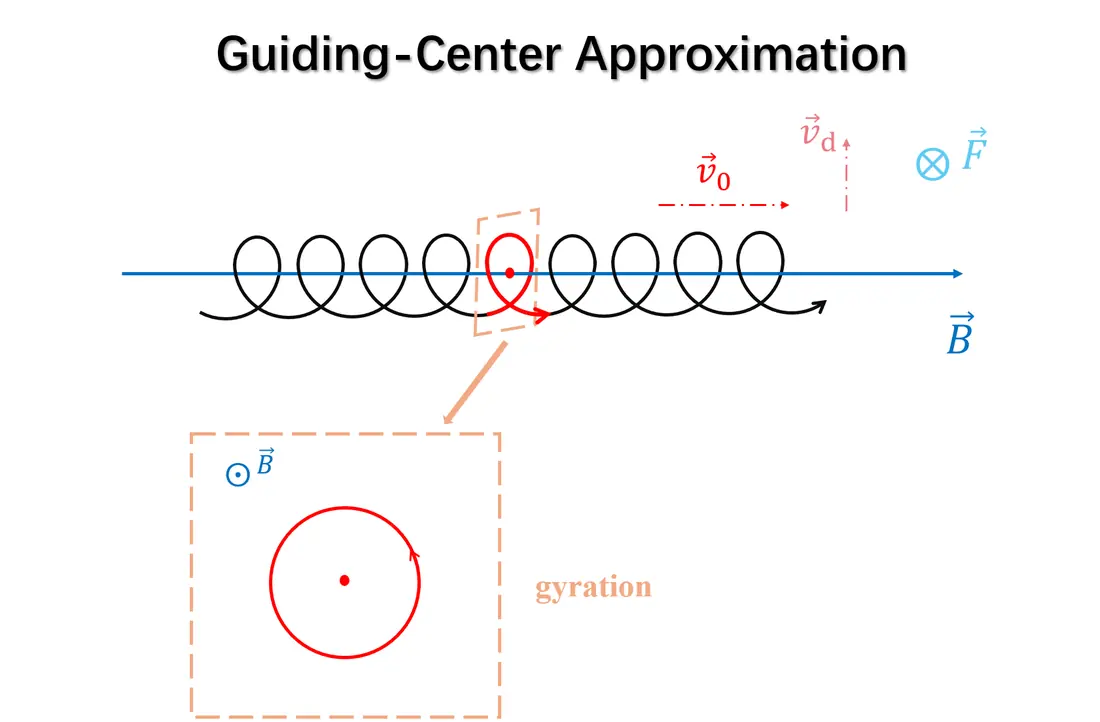 Guiding-Center Approximation
v⃗d
F⃗
v⃗0
B⃗
B⃗
gyration